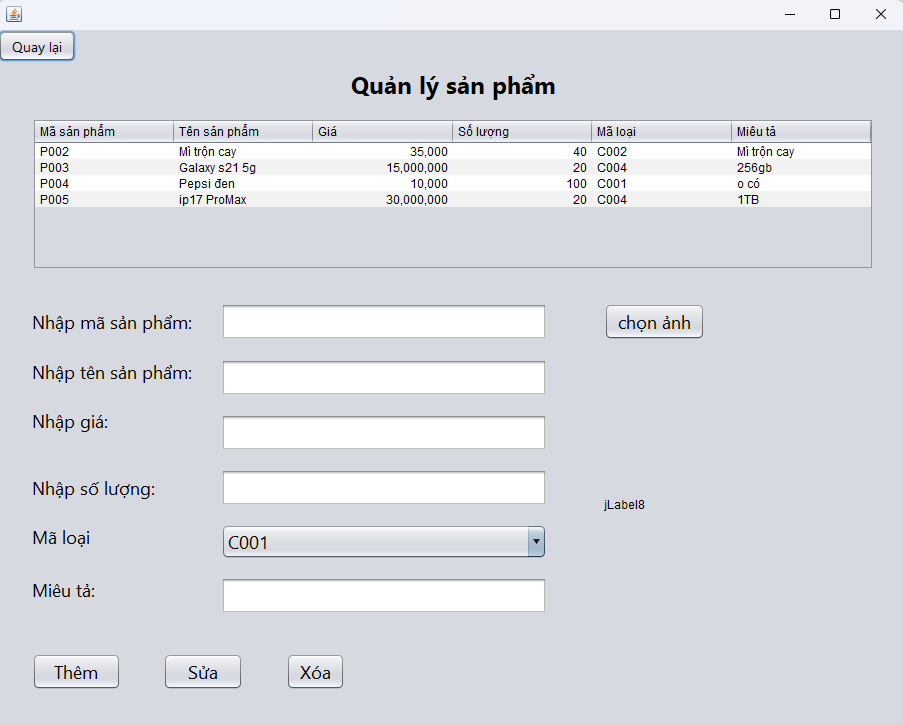 Quay lại
Quản lý sản phẩm
Mã sản phẩm Tên sản phẩm Giá Số lượng Mã loại Miêu tả
P002 Mì trộn cay 35,000 40 C002 Mì trộn cay
P003 Galaxy s21 5g 15,000,000 20 C004 256gb
P004 Pepsi đen 10,000 100 C001 o có
P005 ip17 ProMax 30,000,000 20 C004 1TB
Nhập mã sản phẩm: chọn ảnh
Nhập tên sản phẩm:
Nhập giá:
Nhập số lượng:
jLabel8
Mã loại C001
Miêu tả:
Thêm Sửa Xóa